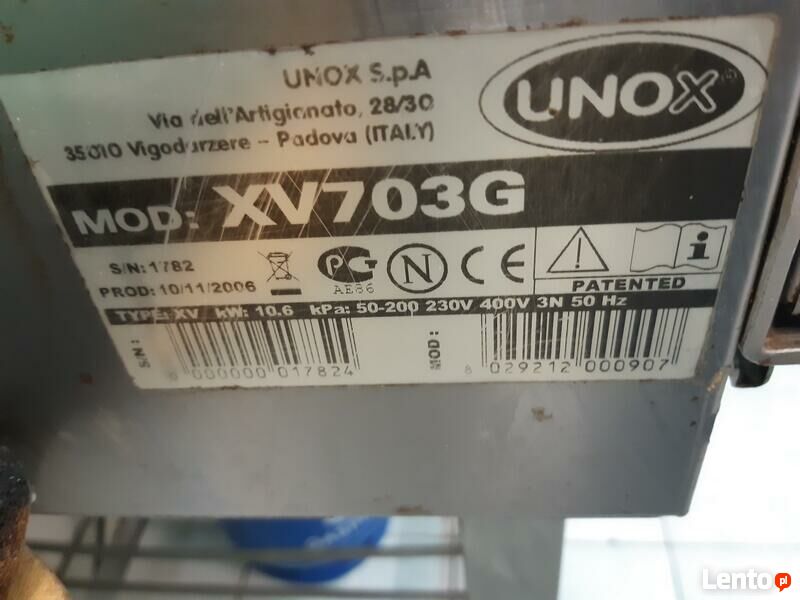 UNOX S.p.A
Via dell'Artigianato, 28/30
35010 Vigodarzere - Padova (ITALY)
UNOX®
MOD: XV703G
S/N: 1782
PROD: 10/11/2006
PG
AE86
N
CE
i
PATENTED
TYPE: XV kW: 10.6 kPa: 50-200 230V 400V 3N 50 Hz
S/N:
0 000000 017824
MOD:
8 029212 000907
Lento.pl